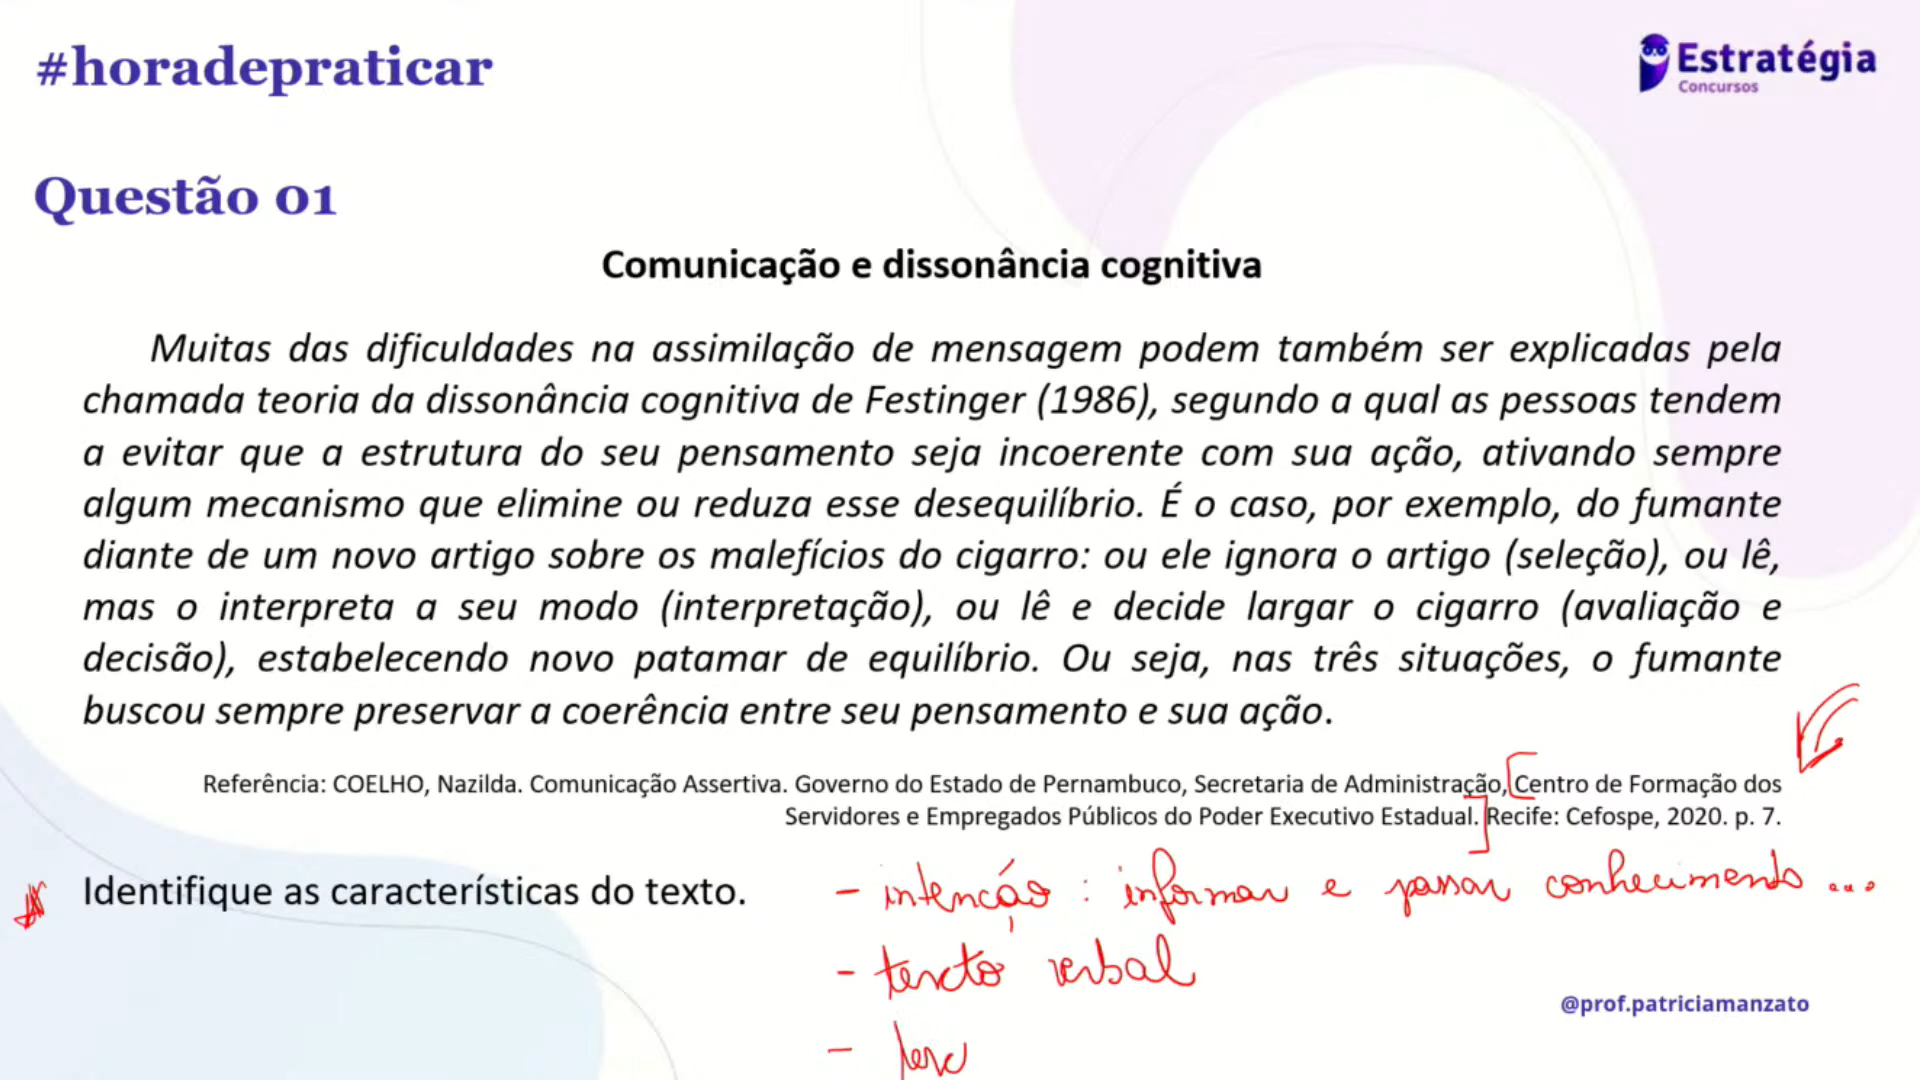 #horadepraticar
Estratégia
Concursos
Questão 01
Comunicação e dissonância cognitiva
Muitas das dificuldades na assimilação de mensagem podem também ser explicadas pela
chamada teoria da dissonância cognitiva de Festinger (1986), segundo a qual as pessoas tendem
a evitar que a estrutura do seu pensamento seja incoerente com sua ação, ativando sempre
algum mecanismo que elimine ou reduza esse desequilíbrio. É o caso, por exemplo, do fumante
diante de um novo artigo sobre os malefícios do cigarro: ou ele ignora o artigo (seleção), ou lê,
mas o interpreta a seu modo (interpretação), ou lê e decide largar o cigarro (avaliação e
decisão), estabelecendo novo patamar de equilíbrio. Ou seja, nas três situações, o fumante
buscou sempre preservar a coerência entre seu pensamento e sua ação.
Referência: COELHO, Nazilda. Comunicação Assertiva. Governo do Estado de Pernambuco, Secretaria de Administração, Centro de Formação dos
Servidores e Empregados Públicos do Poder Executivo Estadual. Recife: Cefospe, 2020. p. 7.
Identifique as características do texto.
- intenção : informar e passar conhecimento ...
- texto verbal
-
@prof.patriciamanzato